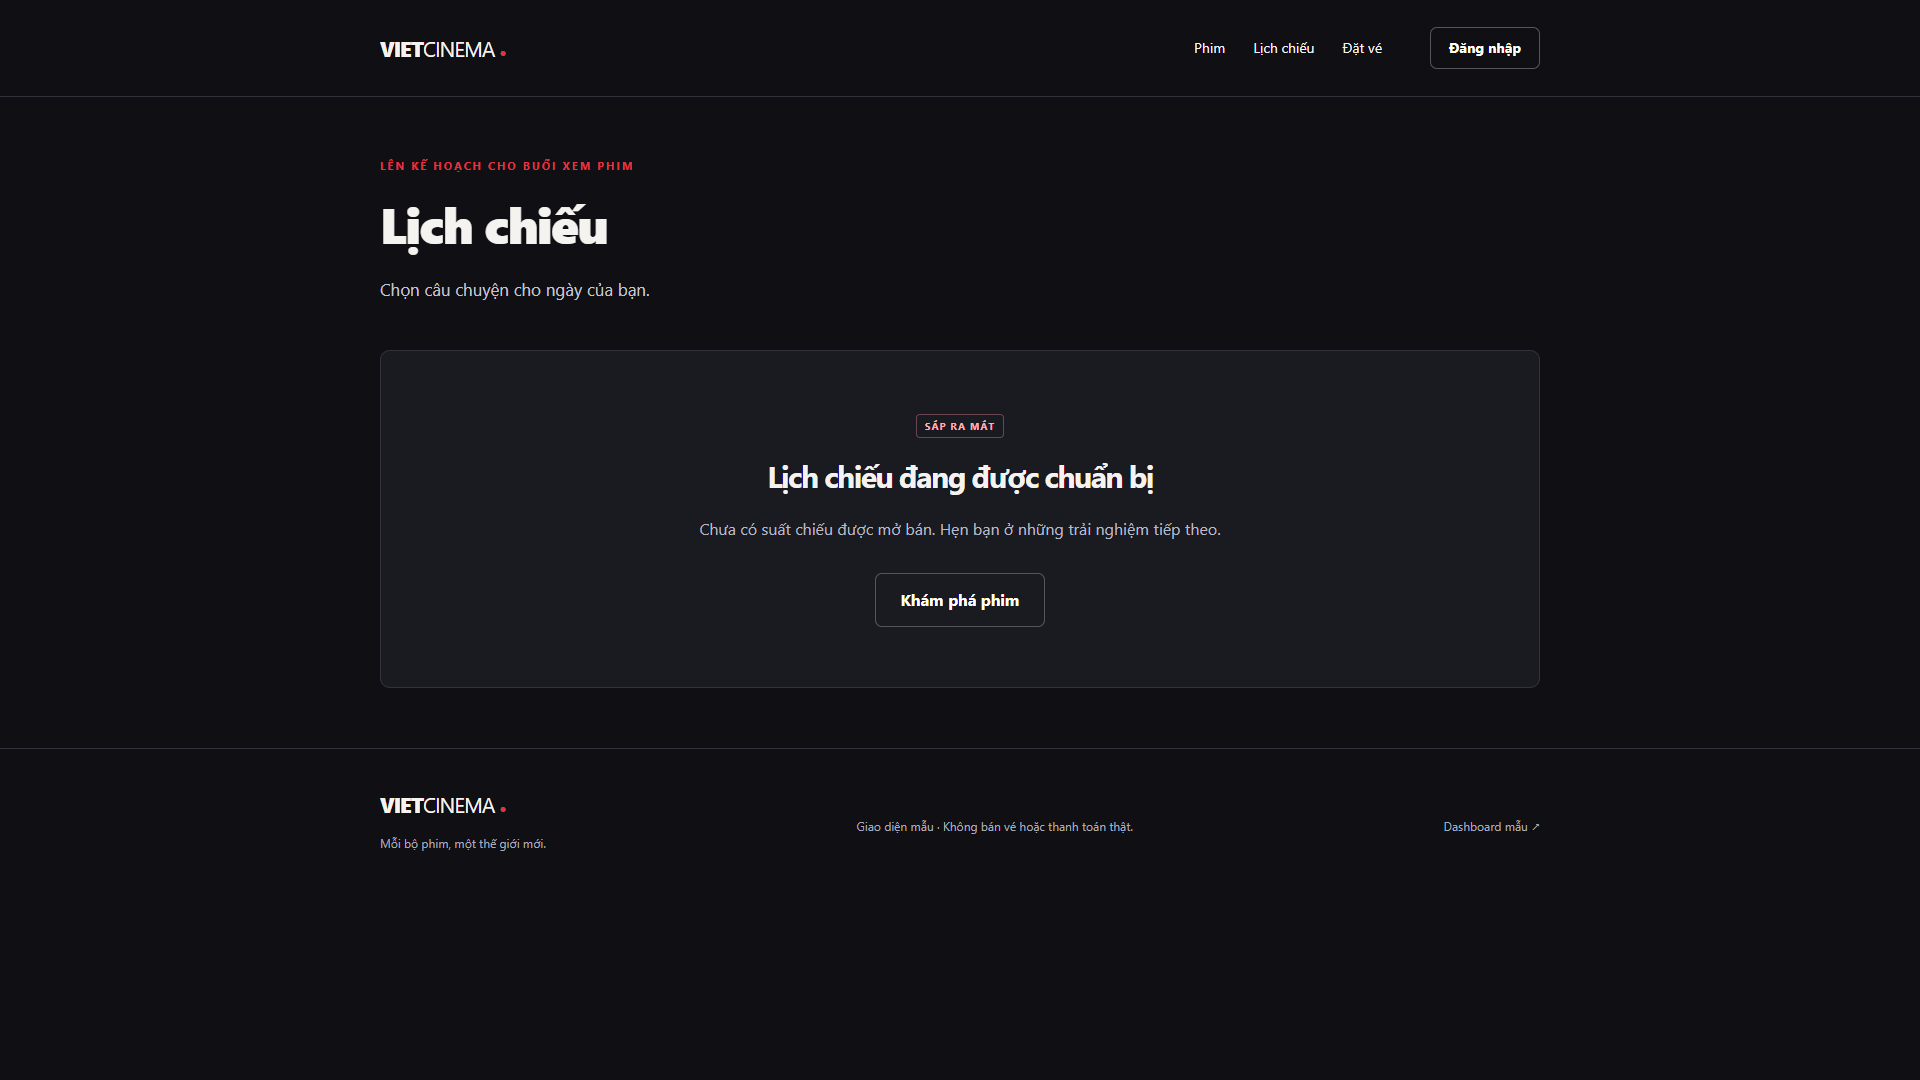 VIETCINEMA
Phim
Lịch chiếu
Đặt vé
Đăng nhập
LÊN KẾ HOẠCH CHO BUỔI XEM PHIM
Lịch chiếu
Chọn câu chuyện cho ngày của bạn.
SẮP RA MẮT
Lịch chiếu đang được chuẩn bị
Chưa có suất chiếu được mở bán. Hẹn bạn ở những trải nghiệm tiếp theo.
Khám phá phim
VIETCINEMA
Mỗi bộ phim, một thế giới mới.
Giao diện mẫu · Không bán vé hoặc thanh toán thật.
Dashboard mẫu ↗